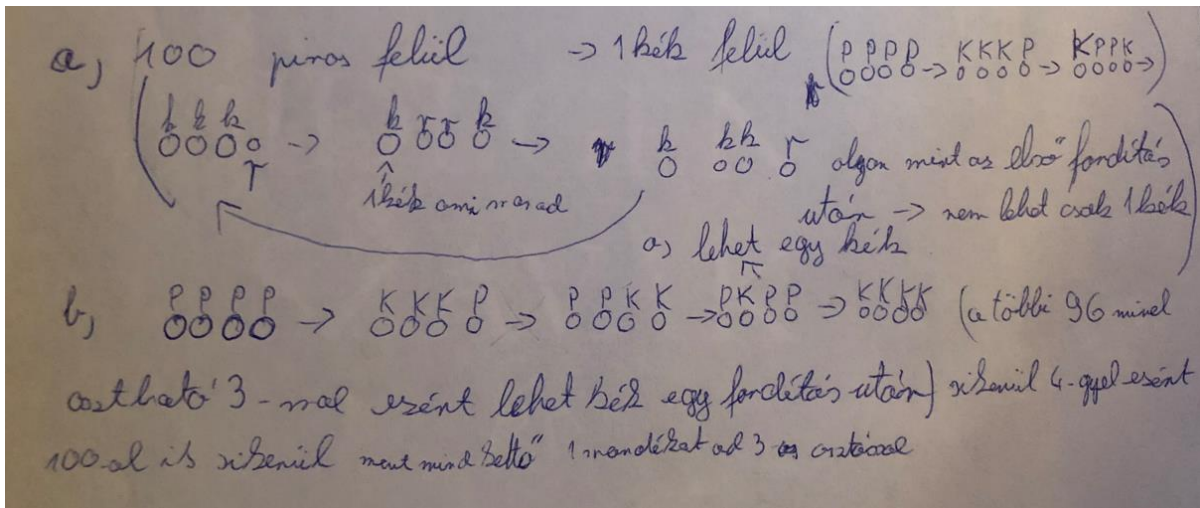 a, 100 piros felül → 1 kék felül (P P P P → K K K P → K P P K →)
k k k r → k r r k → k k k r olyan mint az első fordítás
1 kék ami marad
után → nem lehet csak 1 kék
a, lehet egy kék
b, P P P P → K K K P → P P K K → P K P P → K K K K (a többi 96 mivel
osztható 3-mal ezért lehet kék egy fordítás után) sikerül 4-gyel ezért
100-al is sikerül mert mind kettő 1 maradékat ad 3 osztással